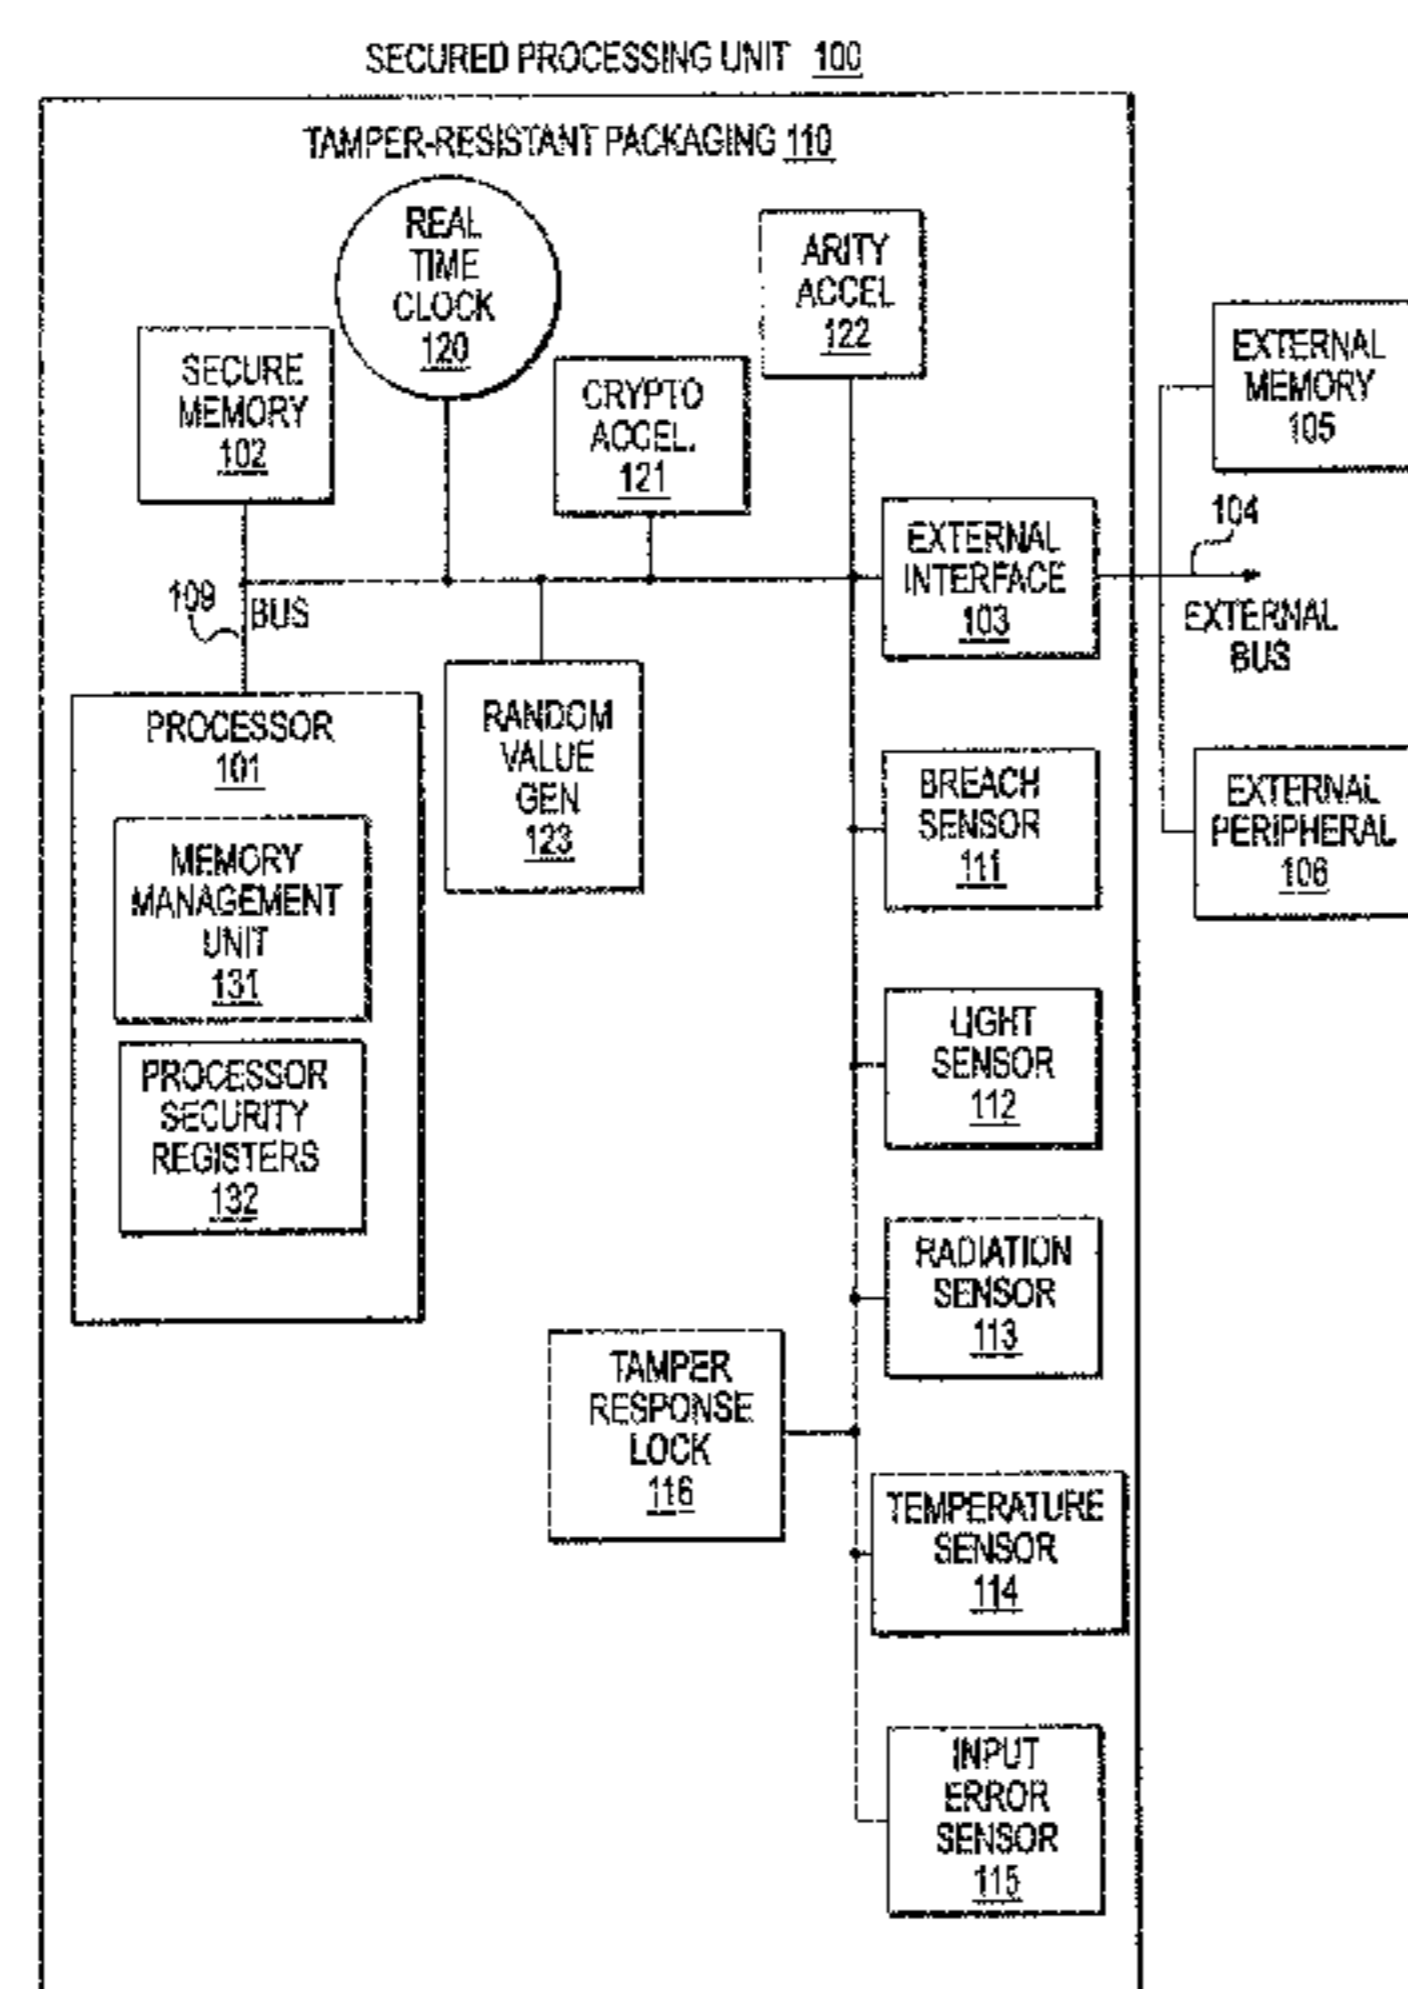 SECURED PROCESSING UNIT 100
TAMPER-RESISTANT PACKAGING 110
REAL
TIME
CLOCK
120
ARITY
ACCEL
122
SECURE
MEMORY
102
CRYPTO
ACCEL.
121
EXTERNAL
MEMORY
105
104
EXTERNAL
INTERFACE
103
EXTERNAL
BUS
109
BUS
PROCESSOR
101
MEMORY
MANAGEMENT
UNIT
131
PROCESSOR
SECURITY
REGISTERS
132
RANDOM
VALUE
GEN
123
BREACH
SENSOR
111
EXTERNAL
PERIPHERAL
106
LIGHT
SENSOR
112
RADIATION
SENSOR
113
TAMPER
RESPONSE
LOCK
116
TEMPERATURE
SENSOR
114
INPUT
ERROR
SENSOR
115